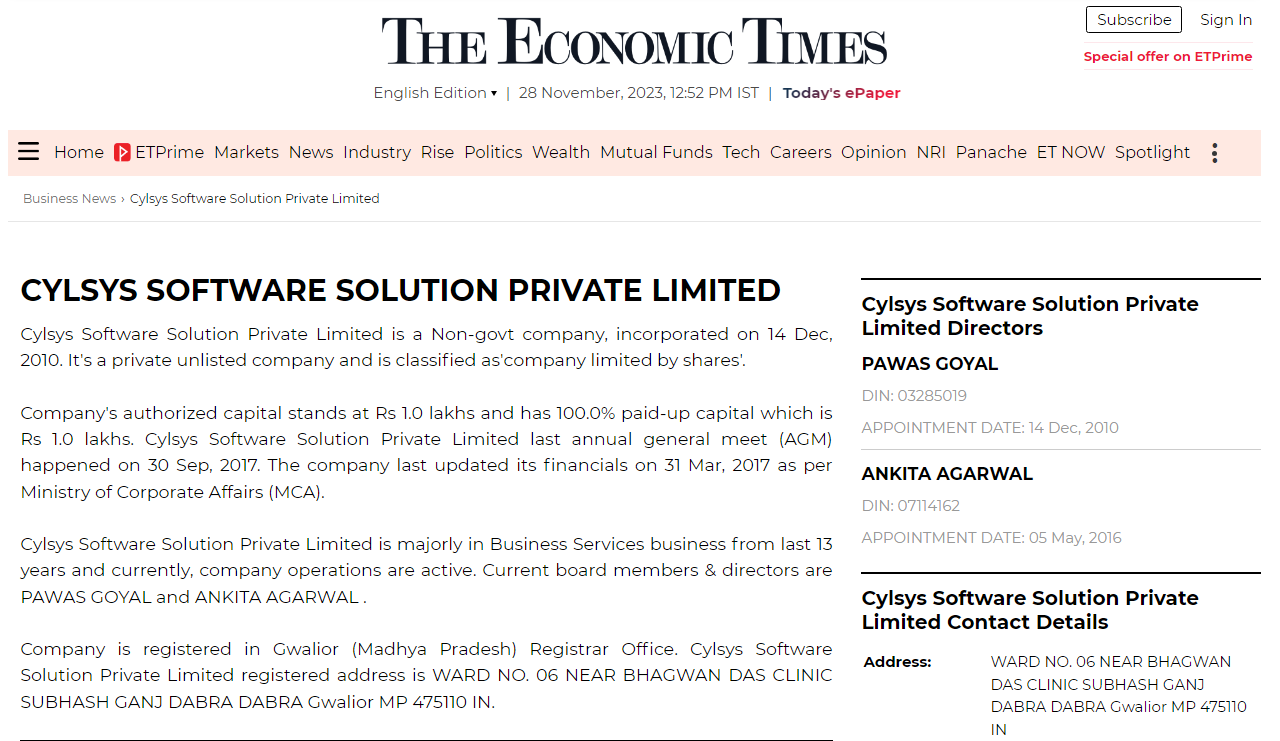 THE ECONOMIC TIMES
Subscribe Sign In
Special offer on ETPrime
English Edition ▾ | 28 November, 2023, 12:52 PM IST | Today's ePaper
Home ETPrime Markets News Industry Rise Politics Wealth Mutual Funds Tech Careers Opinion NRI Panache ET NOW Spotlight
Business News › Cylsys Software Solution Private Limited
CYLSYS SOFTWARE SOLUTION PRIVATE LIMITED
Cylsys Software Solution Private Limited is a Non-govt company, incorporated on 14 Dec,
2010. It's a private unlisted company and is classified as'company limited by shares'.
Company's authorized capital stands at Rs 1.0 lakhs and has 100.0% paid-up capital which is
Rs 1.0 lakhs. Cylsys Software Solution Private Limited last annual general meet (AGM)
happened on 30 Sep, 2017. The company last updated its financials on 31 Mar, 2017 as per
Ministry of Corporate Affairs (MCA).
Cylsys Software Solution Private Limited is majorly in Business Services business from last 13
years and currently, company operations are active. Current board members & directors are
PAWAS GOYAL and ANKITA AGARWAL .
Company is registered in Gwalior (Madhya Pradesh) Registrar Office. Cylsys Software
Solution Private Limited registered address is WARD NO. 06 NEAR BHAGWAN DAS CLINIC
SUBHASH GANJ DABRA DABRA Gwalior MP 475110 IN.
Cylsys Software Solution Private
Limited Directors
PAWAS GOYAL
DIN: 03285019
APPOINTMENT DATE: 14 Dec, 2010
ANKITA AGARWAL
DIN: 07114162
APPOINTMENT DATE: 05 May, 2016
Cylsys Software Solution Private
Limited Contact Details
Address: WARD NO. 06 NEAR BHAGWAN
DAS CLINIC SUBHASH GANJ
DABRA DABRA Gwalior MP 475110
IN